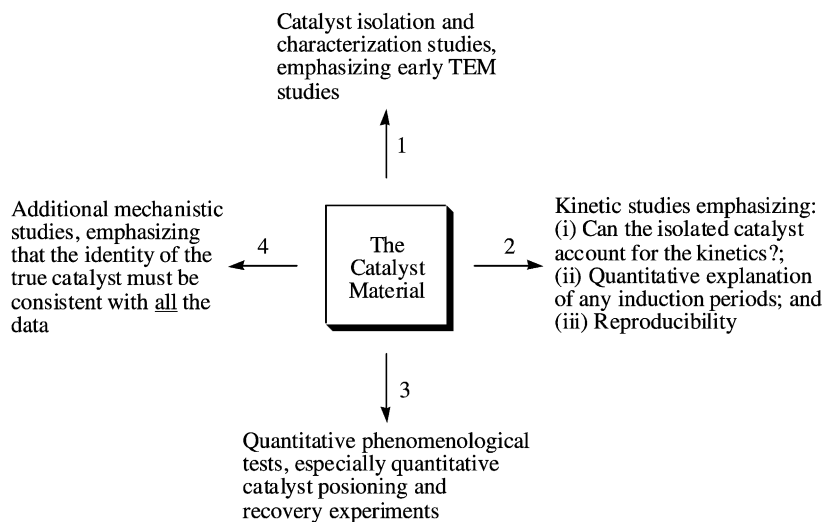 Catalyst isolation and
characterization studies,
emphasizing early TEM
studies
1
Additional mechanistic
studies, emphasizing
that the identity of the
true catalyst must be
consistent with all the
data
4
The
Catalyst
Material
2
Kinetic studies emphasizing:
(i) Can the isolated catalyst
account for the kinetics?;
(ii) Quantitative explanation
of any induction periods; and
(iii) Reproducibility
3
Quantitative phenomenological
tests, especially quantitative
catalyst posioning and
recovery experiments